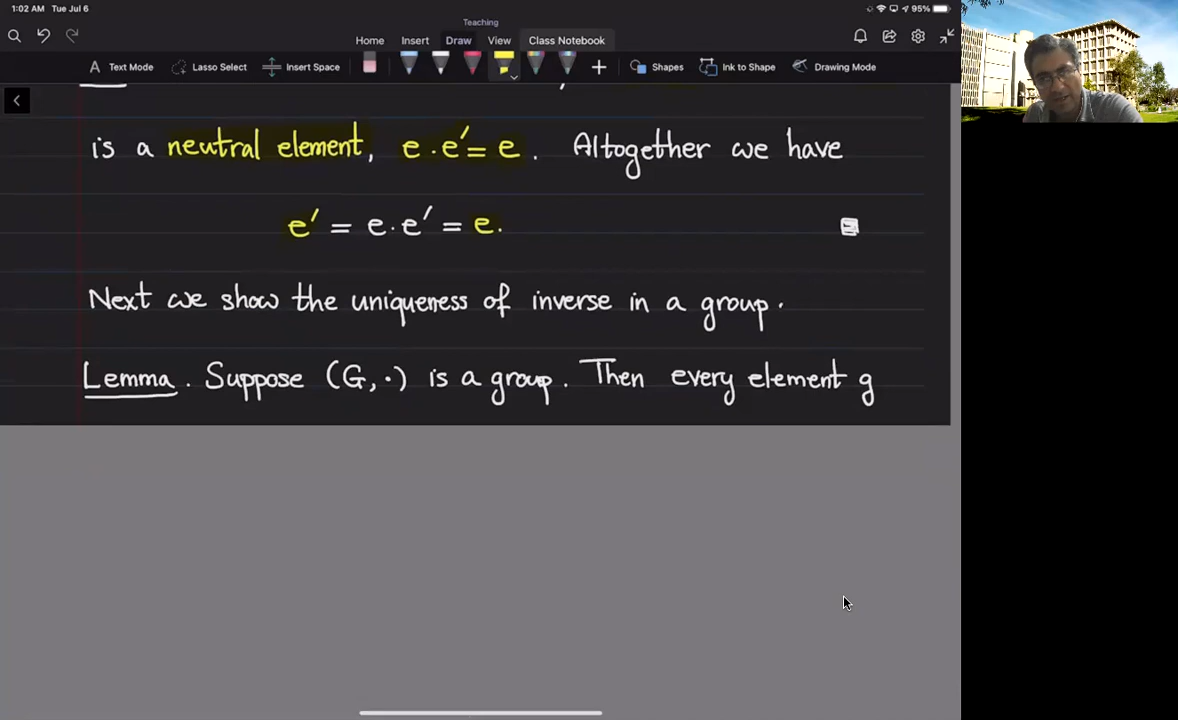 1:02 AM Tue Jul 6
95%
Teaching
Home Insert Draw View Class Notebook
Text Mode Lasso Select Insert Space Shapes Ink to Shape Drawing Mode
is a neutral element, e · e′ = e . Altogether we have
e′ = e · e′ = e.
Next we show the uniqueness of inverse in a group.
Lemma. Suppose (G, ·) is a group. Then every element g